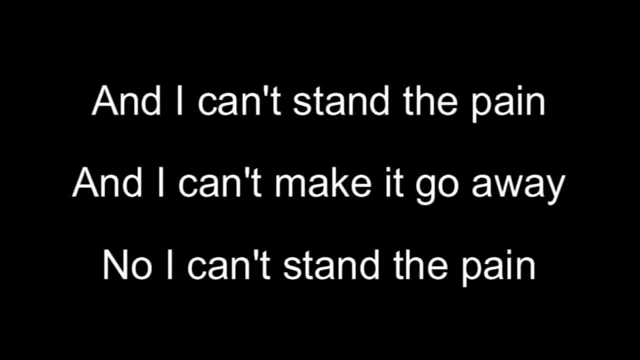 And I can't stand the pain
And I can't make it go away
No I can't stand the pain